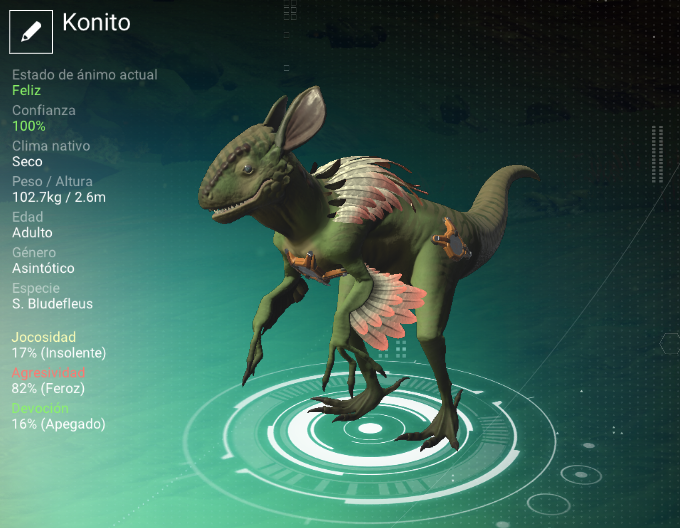 Konito
Estado de ánimo actual
Feliz
Confianza
100%
Clima nativo
Seco
Peso / Altura
102.7kg / 2.6m
Edad
Adulto
Género
Asintótico
Especie
S. Bludefleus
Jocosidad
17% (Insolente)
Agresividad
82% (Feroz)
Devoción
16% (Apegado)